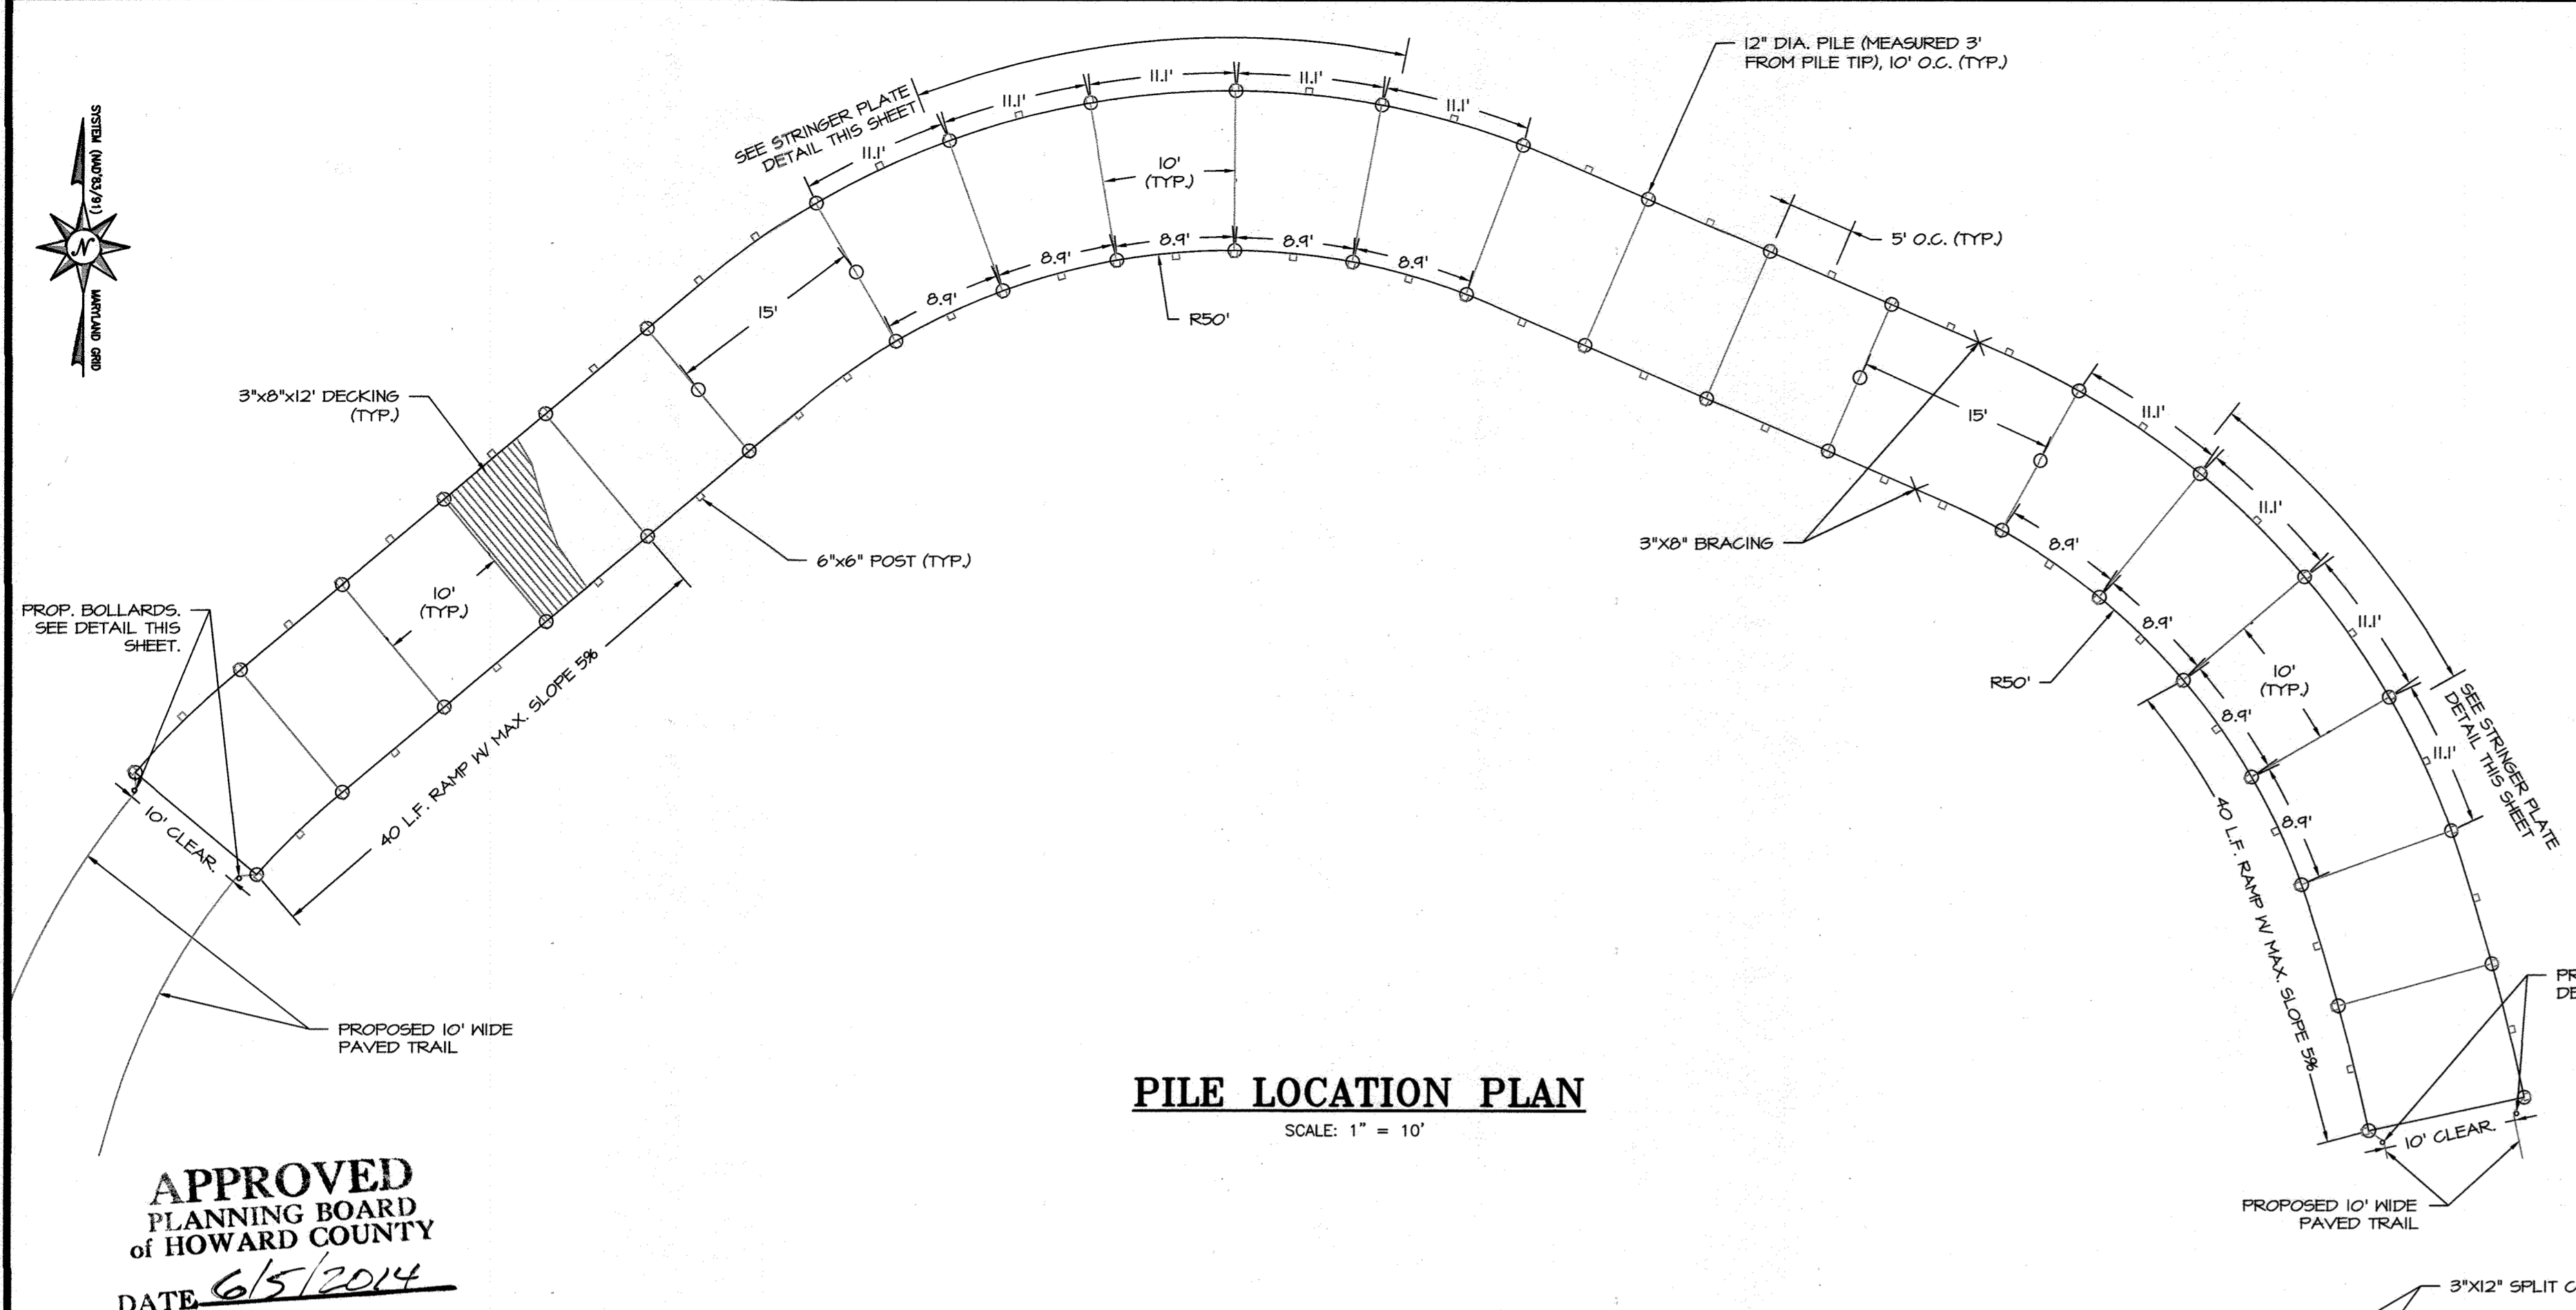 SYSTEM (NAD'83/91)
N
MARYLAND GRID
SEE STRINGER PLATE
DETAIL THIS SHEET
11.1'
11.1'
11.1'
11.1'
11.1'
12" DIA. PILE (MEASURED 3'
FROM PILE TIP), 10' O.C. (TYP.)
10'
(TYP.)
8.9'
8.9'
8.9'
8.9'
8.9'
R50'
15'
5' O.C. (TYP.)
3"x8"x12' DECKING
(TYP.)
6"x6" POST (TYP.)
10'
(TYP.)
PROP. BOLLARDS.
SEE DETAIL THIS
SHEET.
10' CLEAR.
40 L.F. RAMP W/ MAX. SLOPE 5%
PROPOSED 10' WIDE
PAVED TRAIL
15'
3"X8" BRACING
11.1'
11.1'
11.1'
11.1'
8.9'
8.9'
8.9'
8.9'
R50'
10'
(TYP.)
SEE STRINGER PLATE
DETAIL THIS SHEET
40 L.F. RAMP W/ MAX. SLOPE 5%
PR
DE
10' CLEAR.
PROPOSED 10' WIDE
PAVED TRAIL
3"X12" SPLIT C
PILE LOCATION PLAN
SCALE: 1" = 10'
APPROVED
PLANNING BOARD
of HOWARD COUNTY
DATE 6/5/2014